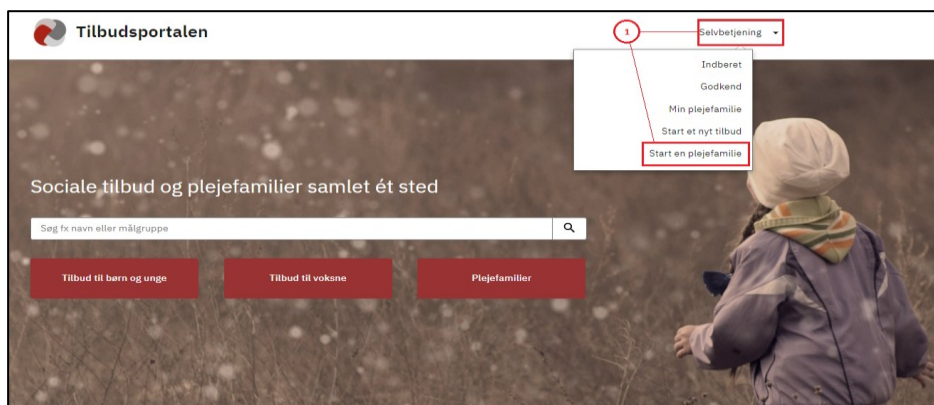 Tilbudsportalen
1
Selvbetjening
Indberet
Godkend
Min plejefamilie
Start et nyt tilbud
Start en plejefamilie
Sociale tilbud og plejefamilier samlet ét sted
Søg fx navn eller målgruppe
Tilbud til børn og unge
Tilbud til voksne
Plejefamilier